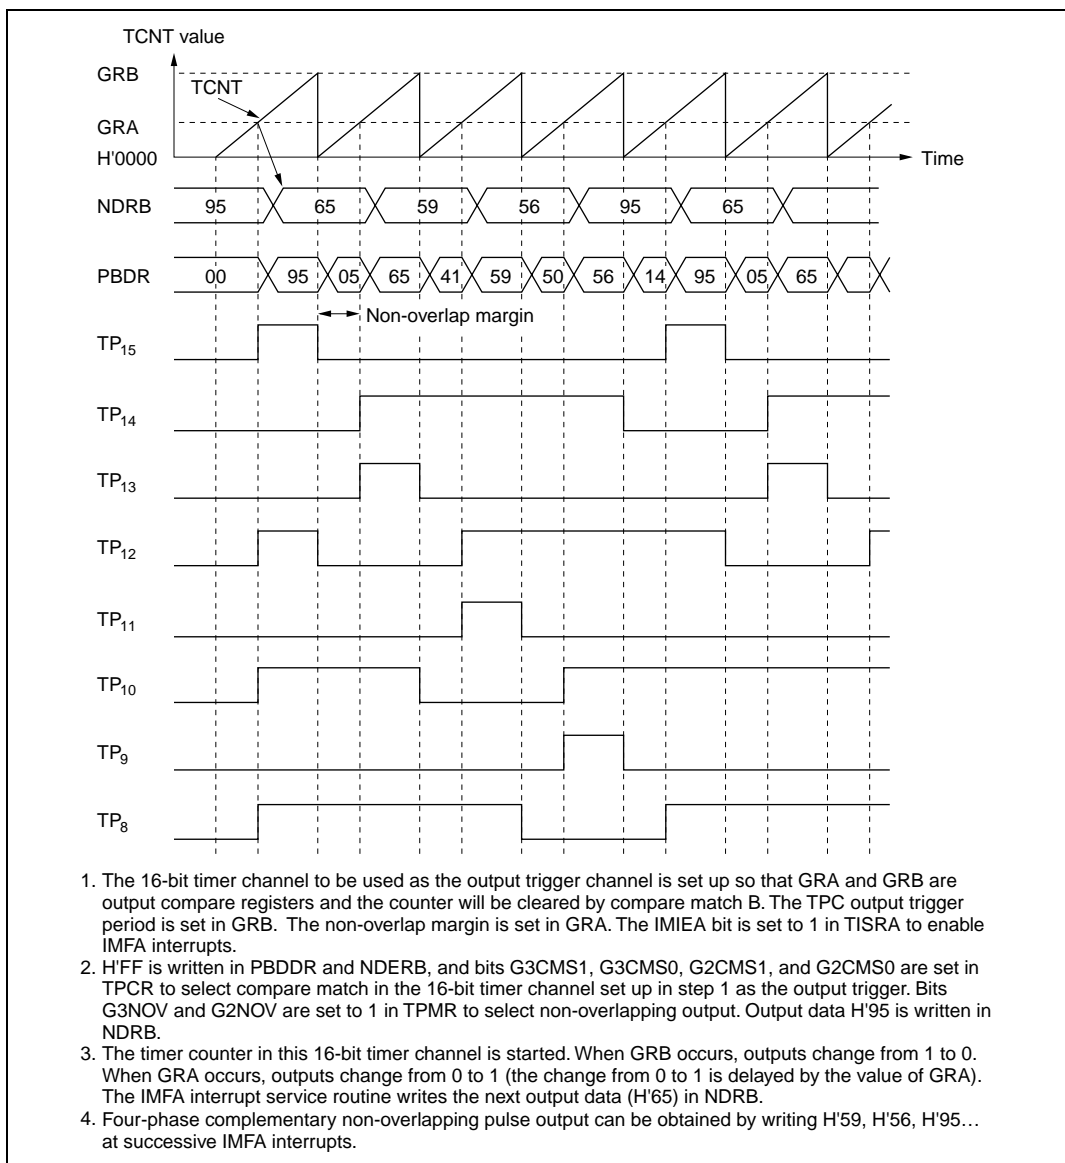 TCNT value
GRB
TCNT
GRA
H'0000
Time
NDRB 95 65 59 56 95 65
PBDR 00 95 05 65 41 59 50 56 14 95 05 65
Non-overlap margin
TP15
TP14
TP13
TP12
TP11
TP10
TP9
TP8
1. The 16-bit timer channel to be used as the output trigger channel is set up so that GRA and GRB are
output compare registers and the counter will be cleared by compare match B. The TPC output trigger
period is set in GRB. The non-overlap margin is set in GRA. The IMIEA bit is set to 1 in TISRA to enable
IMFA interrupts.
2. H'FF is written in PBDDR and NDERB, and bits G3CMS1, G3CMS0, G2CMS1, and G2CMS0 are set in
TPCR to select compare match in the 16-bit timer channel set up in step 1 as the output trigger. Bits
G3NOV and G2NOV are set to 1 in TPMR to select non-overlapping output. Output data H'95 is written in
NDRB.
3. The timer counter in this 16-bit timer channel is started. When GRB occurs, outputs change from 1 to 0.
When GRA occurs, outputs change from 0 to 1 (the change from 0 to 1 is delayed by the value of GRA).
The IMFA interrupt service routine writes the next output data (H'65) in NDRB.
4. Four-phase complementary non-overlapping pulse output can be obtained by writing H'59, H'56, H'95…
at successive IMFA interrupts.